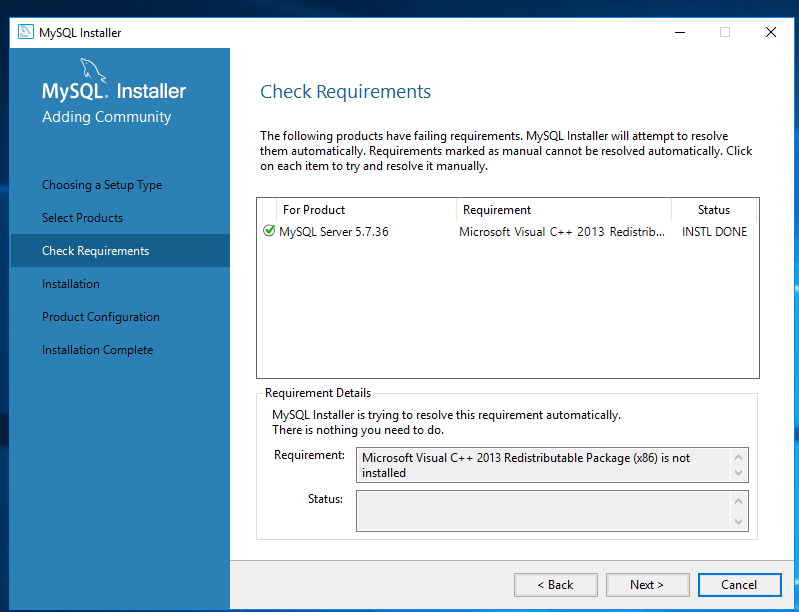 MySQL Installer
MySQL. Installer
Adding Community
Choosing a Setup Type
Select Products
Check Requirements
Installation
Product Configuration
Installation Complete
Check Requirements
The following products have failing requirements. MySQL Installer will attempt to resolve
them automatically. Requirements marked as manual cannot be resolved automatically. Click
on each item to try and resolve it manually.
For Product Requirement Status
MySQL Server 5.7.36 Microsoft Visual C++ 2013 Redistrib... INSTL DONE
Requirement Details
MySQL Installer is trying to resolve this requirement automatically.
There is nothing you need to do.
Requirement: Microsoft Visual C++ 2013 Redistributable Package (x86) is not
installed
Status:
< Back Next > Cancel